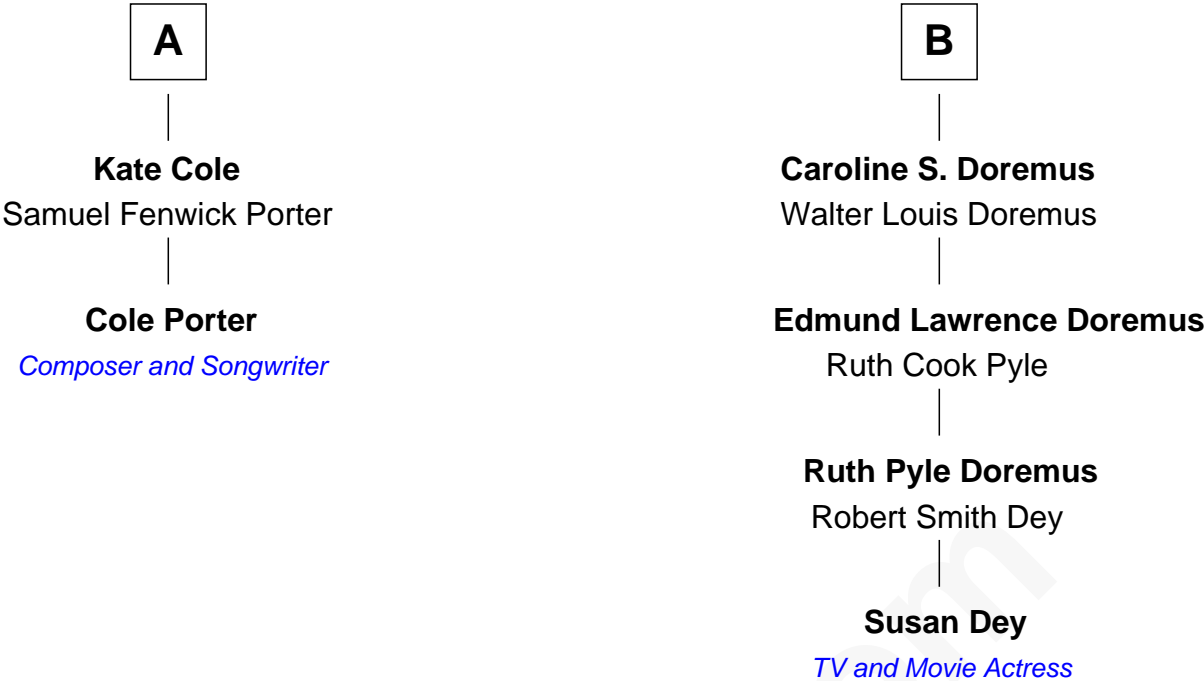 A
Kate Cole
Samuel Fenwick Porter
Cole Porter
Composer and Songwriter
B
Caroline S. Doremus
Walter Louis Doremus
Edmund Lawrence Doremus
Ruth Cook Pyle
Ruth Pyle Doremus
Robert Smith Dey
Susan Dey
TV and Movie Actress